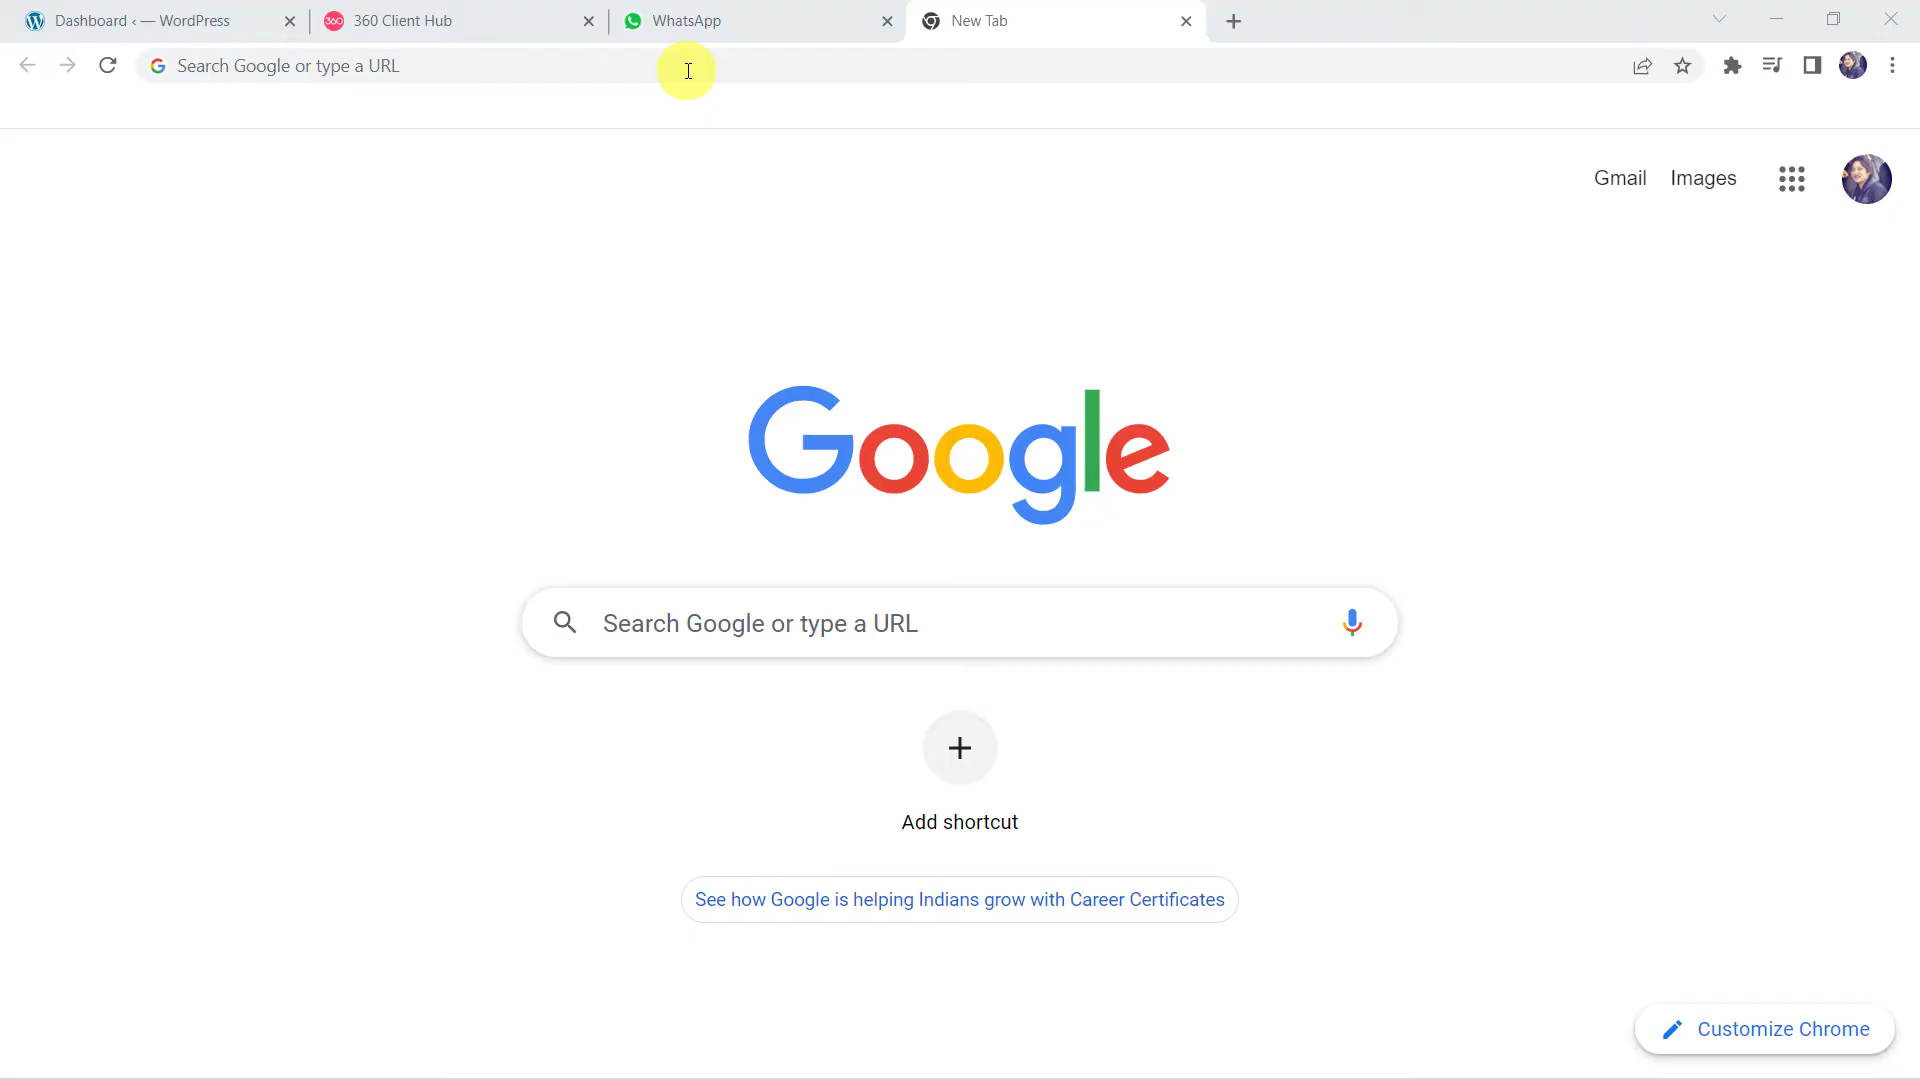 Dashboard ‹ — WordPress
360 Client Hub
WhatsApp
New Tab
Search Google or type a URL
Gmail
Images
Google
Search Google or type a URL
Add shortcut
See how Google is helping Indians grow with Career Certificates
Customize Chrome